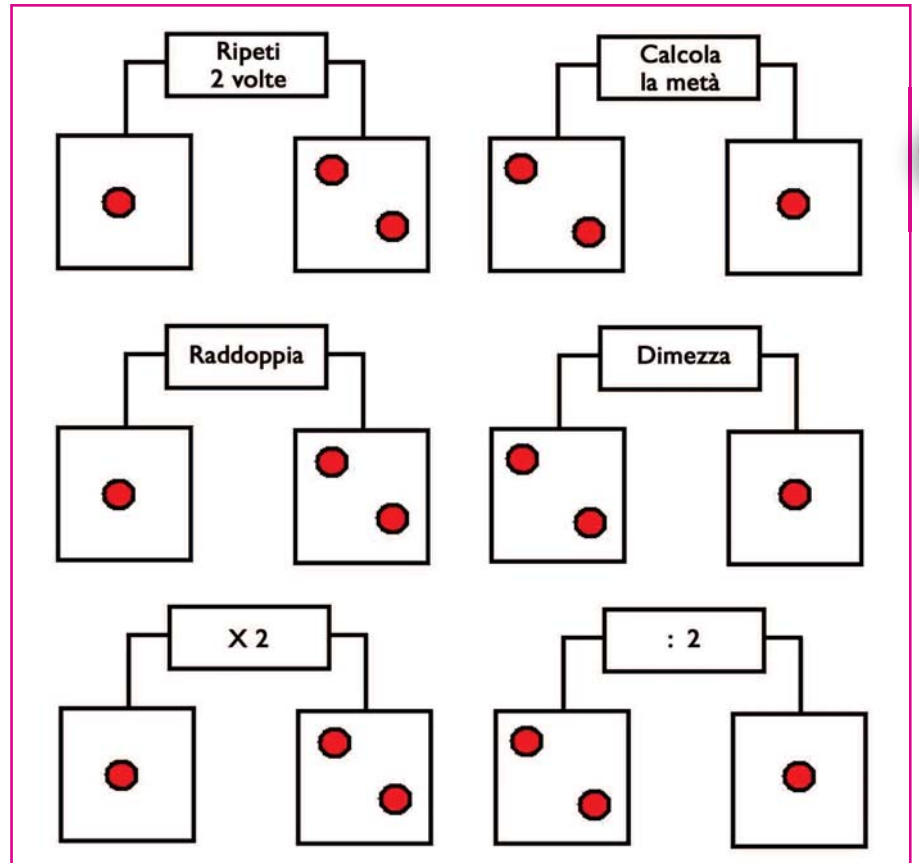 Ripeti
2 volte
Calcola
la metà
Raddoppia
Dimezza
X 2
: 2